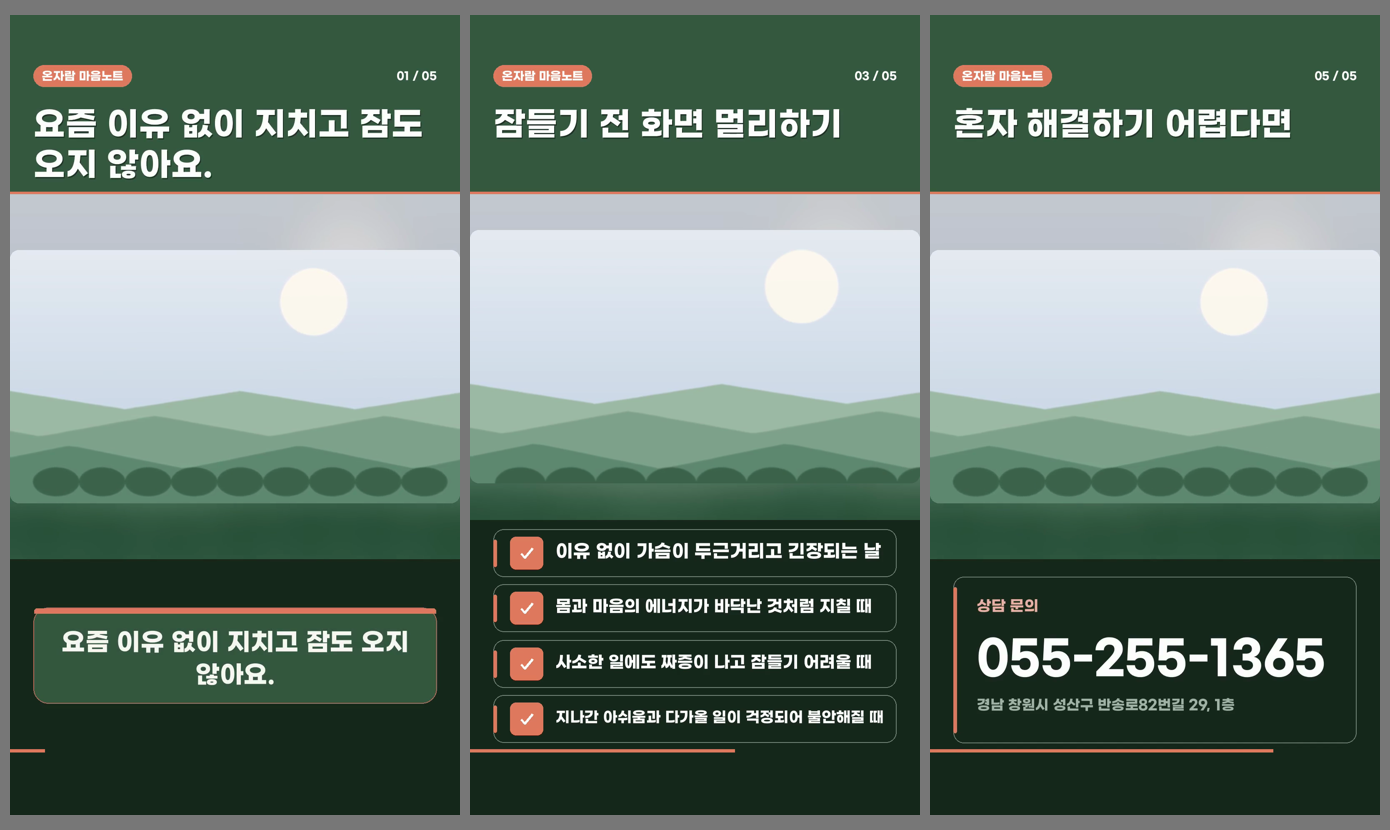 온자람 마음노트
01 / 05
요즘 이유 없이 지치고 잠도
오지 않아요.
요즘 이유 없이 지치고 잠도 오지
않아요.
온자람 마음노트
03 / 05
잠들기 전 화면 멀리하기
이유 없이 가슴이 두근거리고 긴장되는 날
몸과 마음의 에너지가 바닥난 것처럼 지칠 때
사소한 일에도 짜증이 나고 잠들기 어려울 때
지나간 아쉬움과 다가올 일이 걱정되어 불안해질 때
온자람 마음노트
05 / 05
혼자 해결하기 어렵다면
상담 문의
055-255-1365
경남 창원시 성산구 반송로82번길 29, 1층